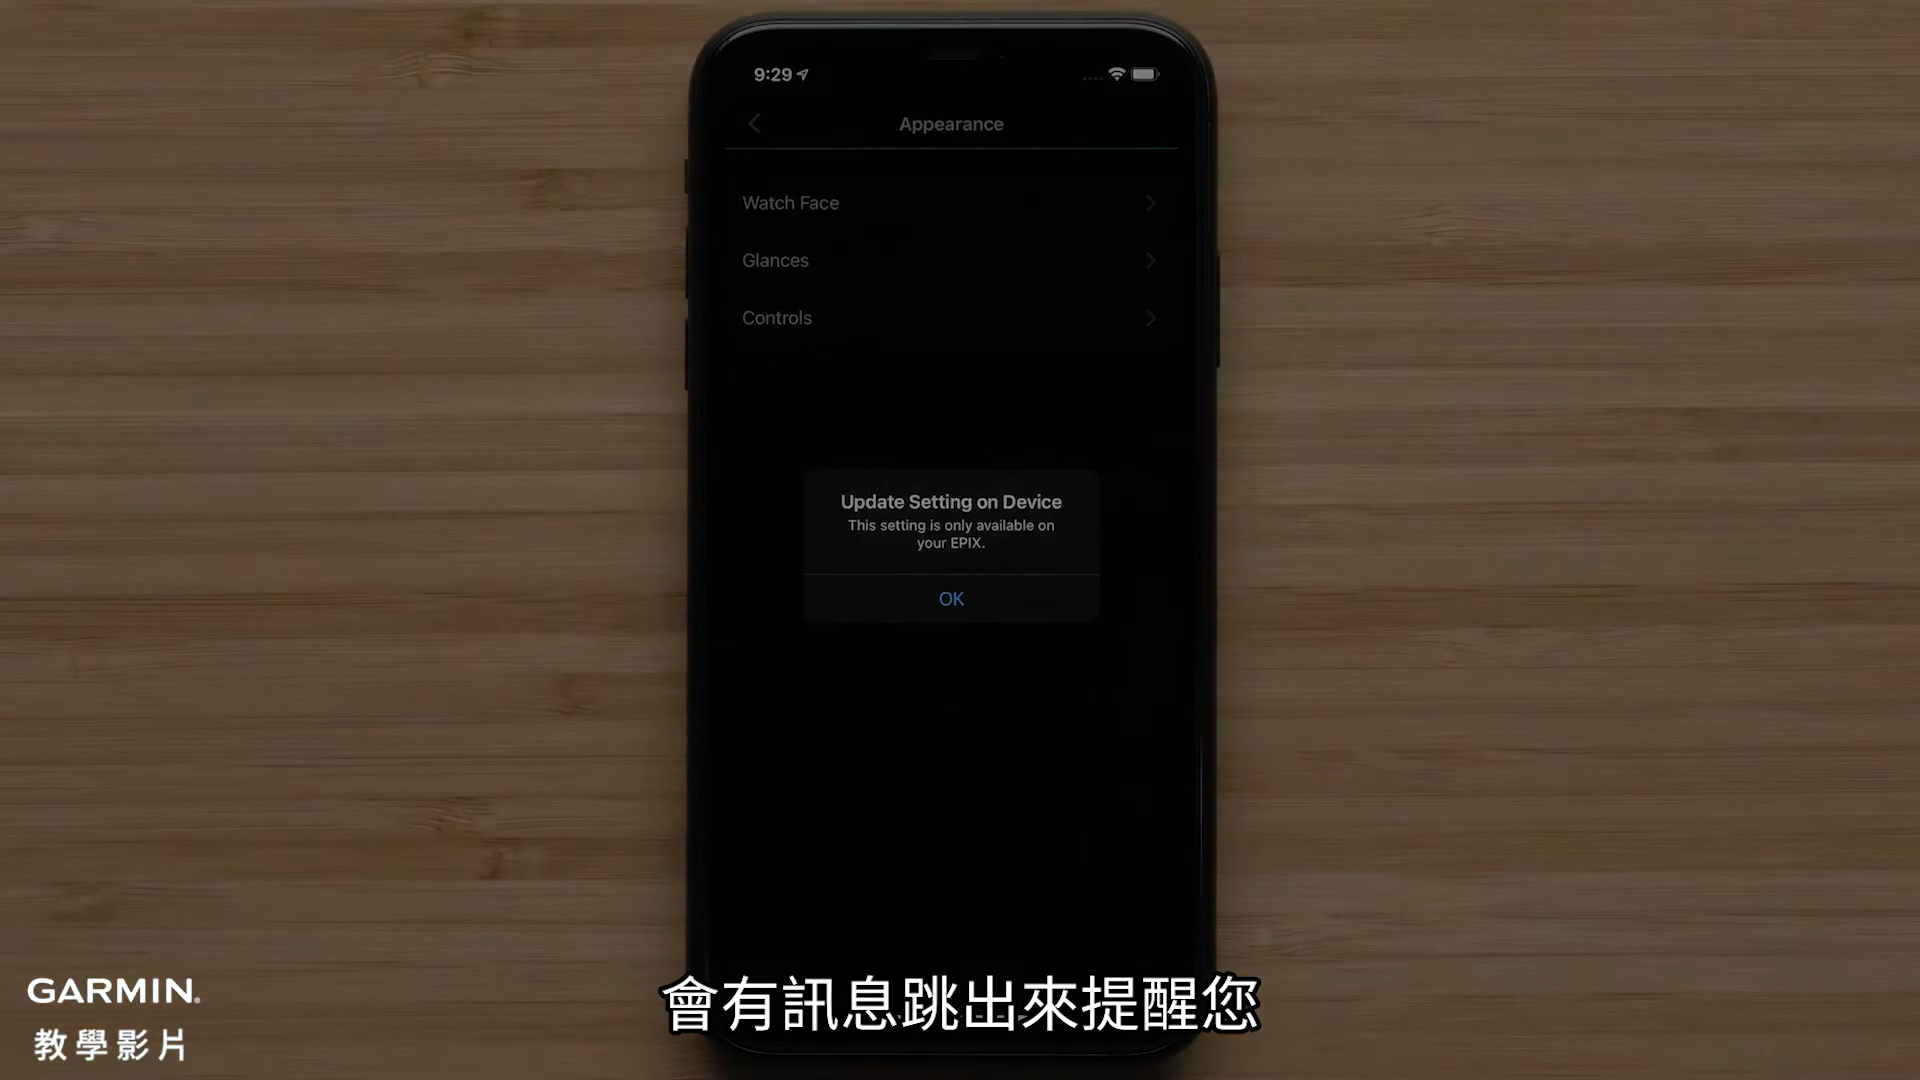 9:29
Appearance
Watch Face
Glances
Controls
Update Setting on Device
This setting is only available on
your EPIX.
OK
會有訊息跳出來提醒您
GARMIN®
教學影片